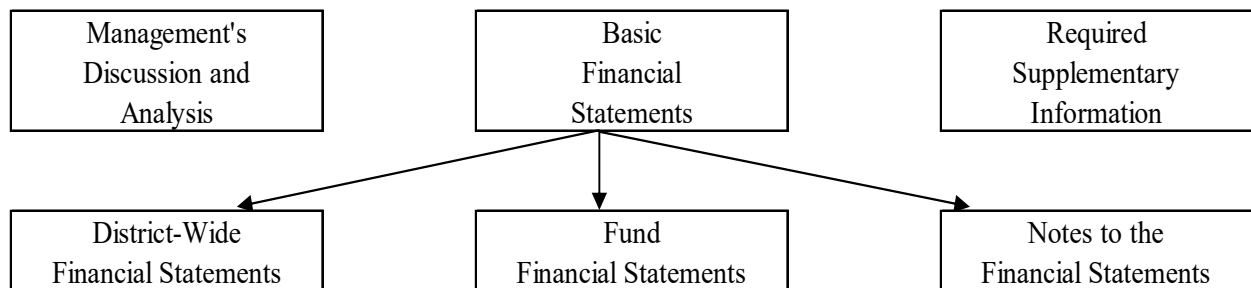 Management's
Discussion and
Analysis
Basic
Financial
Statements
Required
Supplementary
Information
District-Wide
Financial Statements
Fund
Financial Statements
Notes to the
Financial Statements